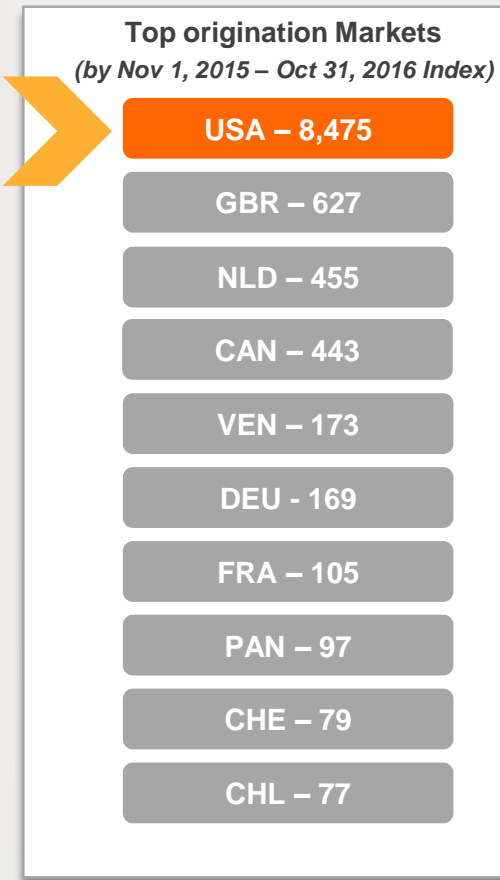 Top origination Markets
(by Nov 1, 2015 – Oct 31, 2016 Index)
USA – 8,475
GBR – 627
NLD – 455
CAN – 443
VEN – 173
DEU - 169
FRA – 105
PAN – 97
CHE – 79
CHL – 77